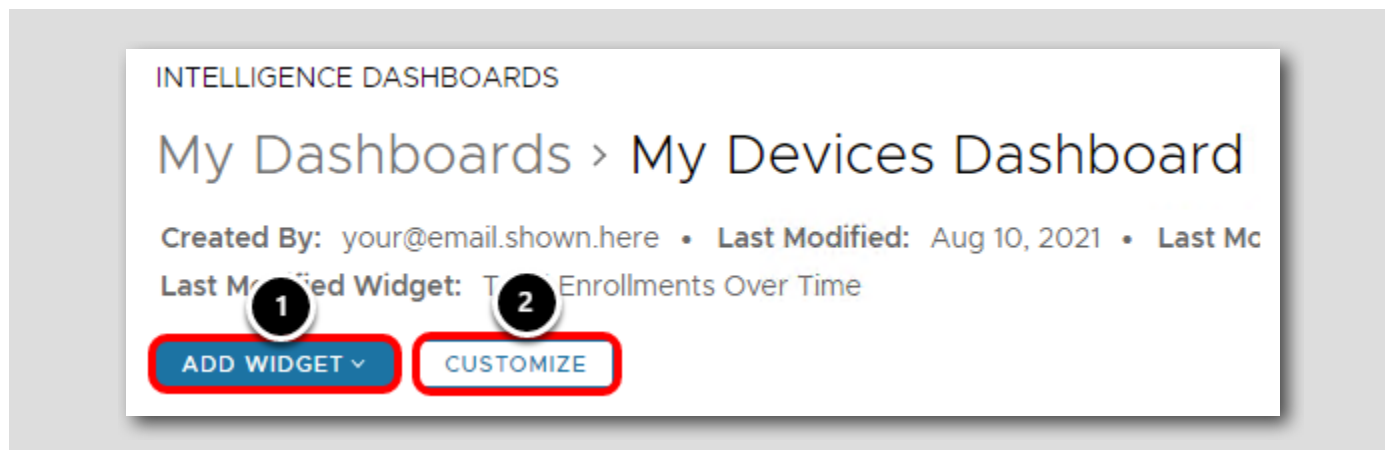 INTELLIGENCE DASHBOARDS
My Dashboards > My Devices Dashboard
Created By: your@email.shown.here • Last Modified: Aug 10, 2021 • Last
Last Widget: Enrollments Over Time
1 2
ADD WIDGET CUSTOMIZE